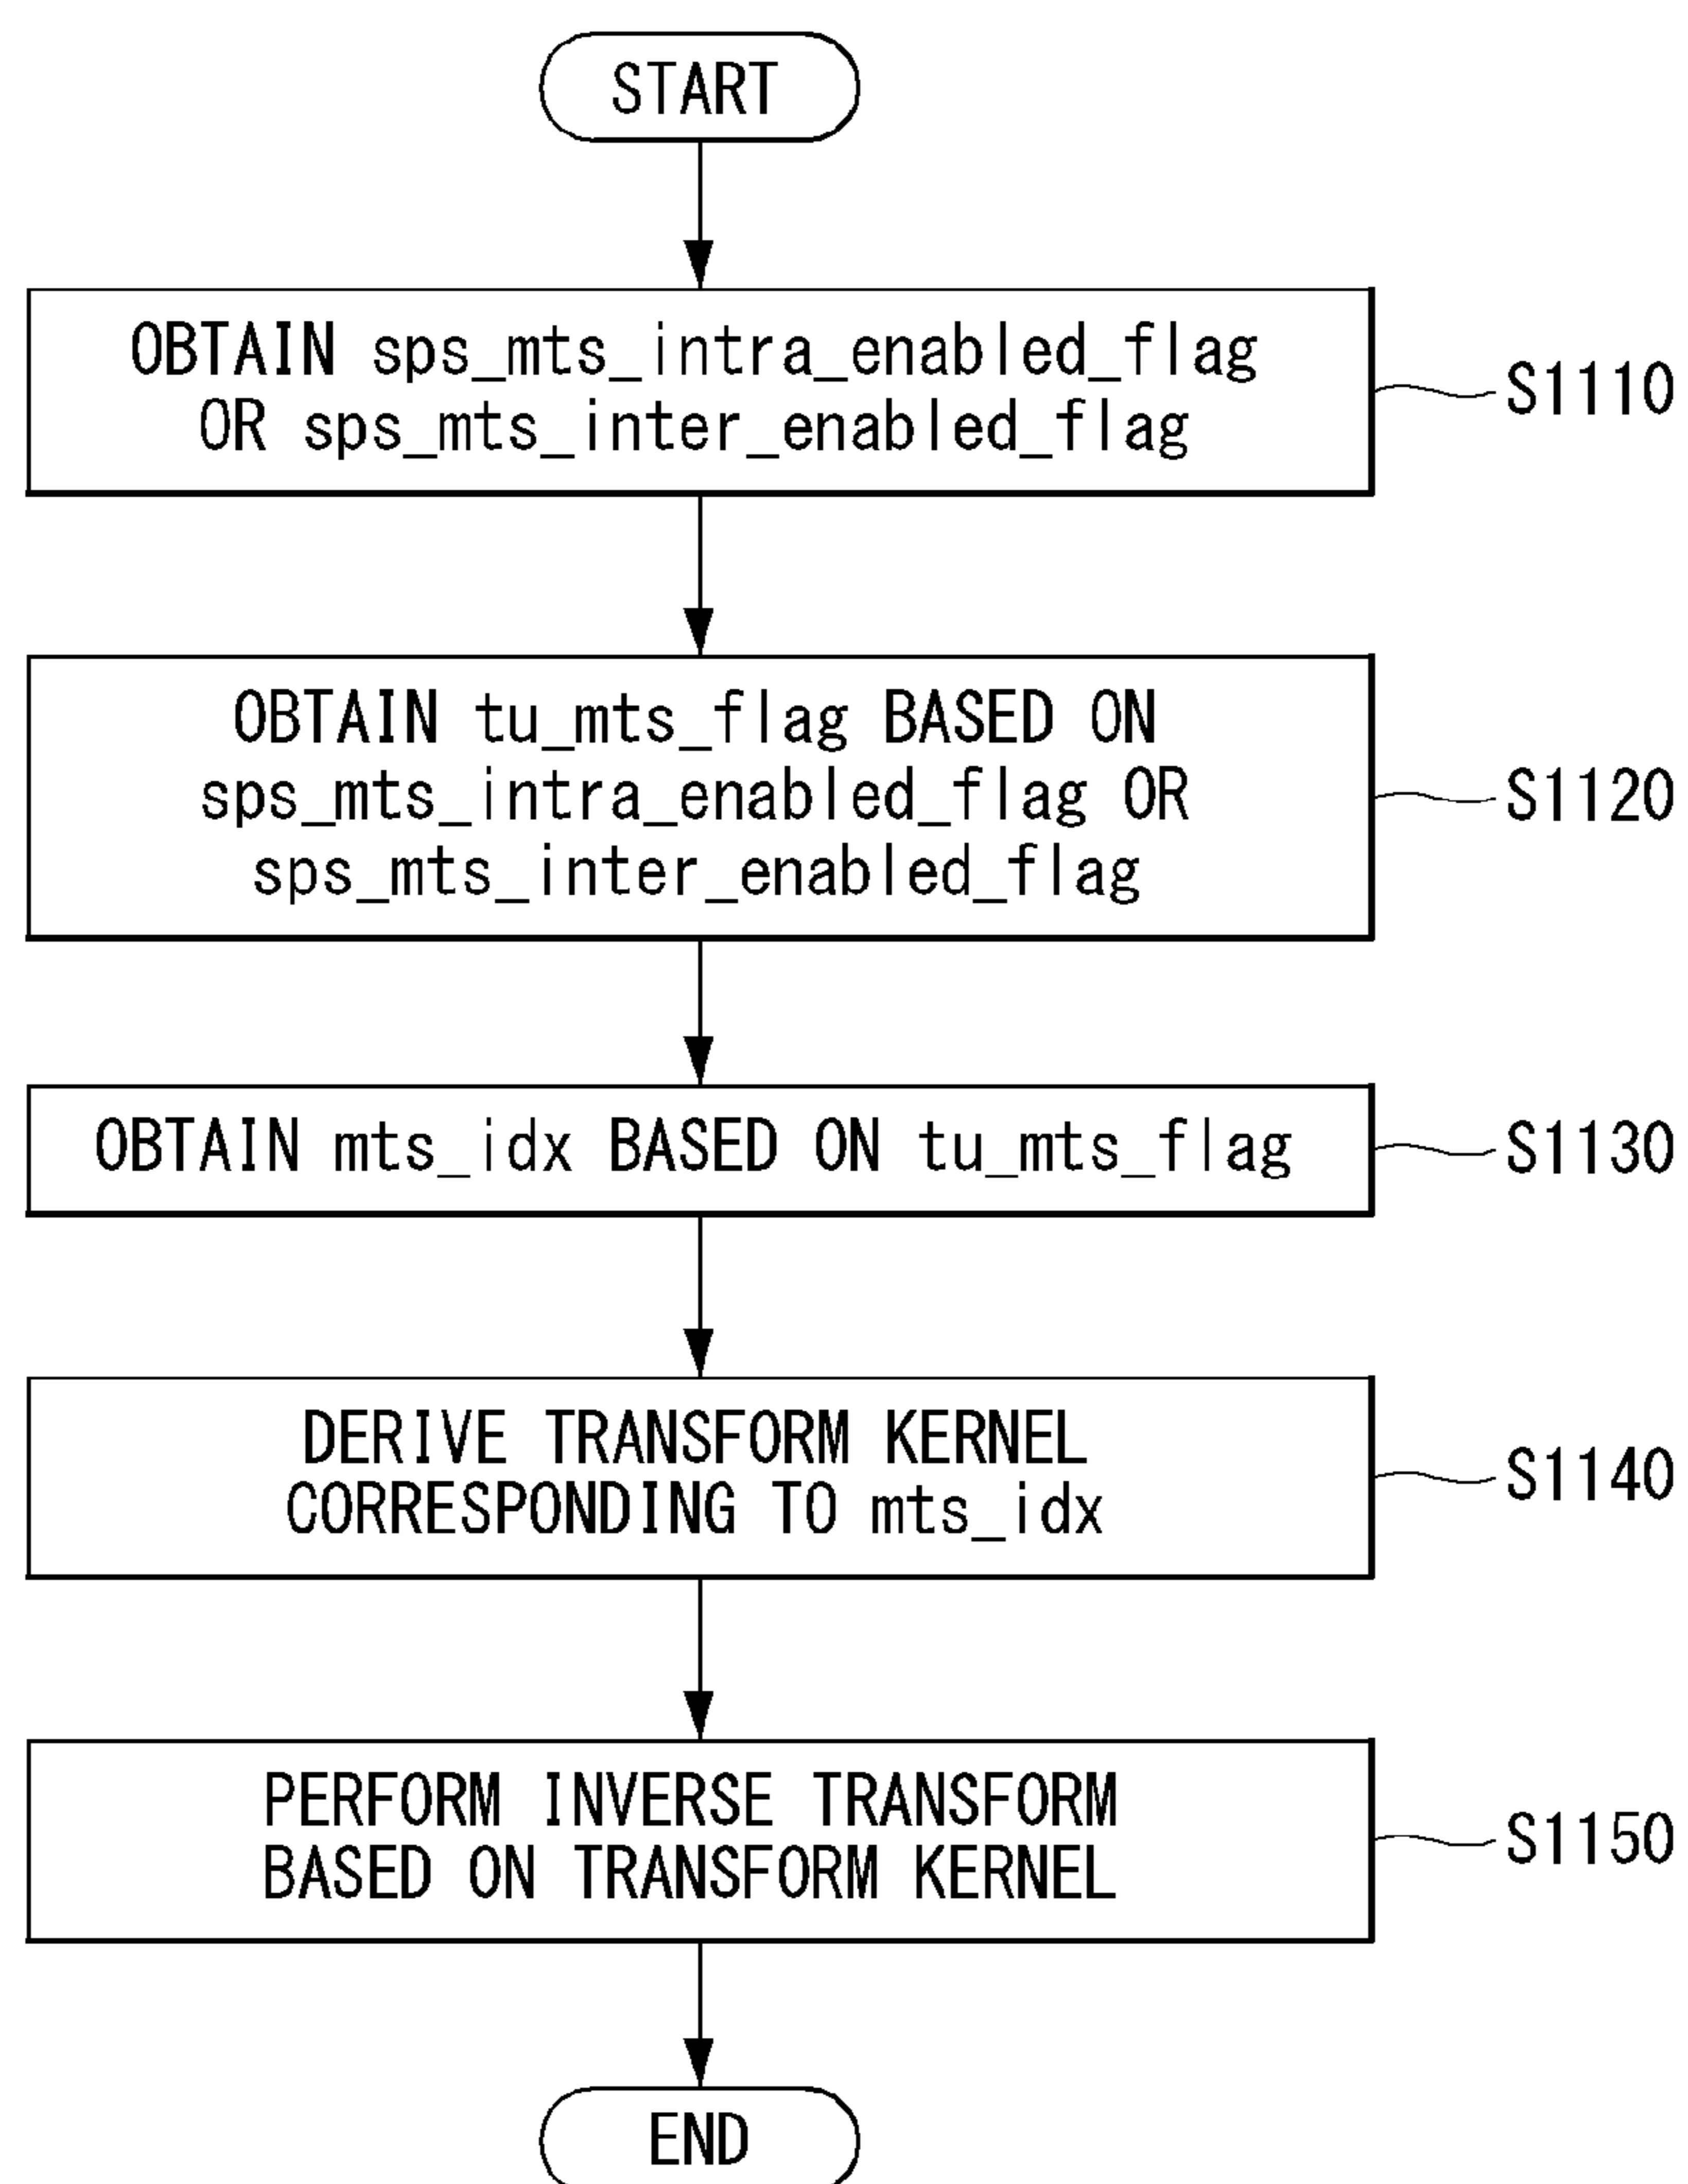 START
OBTAIN sps_mts_intra_enabled_flag
OR sps_mts_inter_enabled_flag
S1110
OBTAIN tu_mts_flag BASED ON
sps_mts_intra_enabled_flag OR
sps_mts_inter_enabled_flag
S1120
OBTAIN mts_idx BASED ON tu_mts_flag
S1130
DERIVE TRANSFORM KERNEL
CORRESPONDING TO mts_idx
S1140
PERFORM INVERSE TRANSFORM
BASED ON TRANSFORM KERNEL
S1150
END